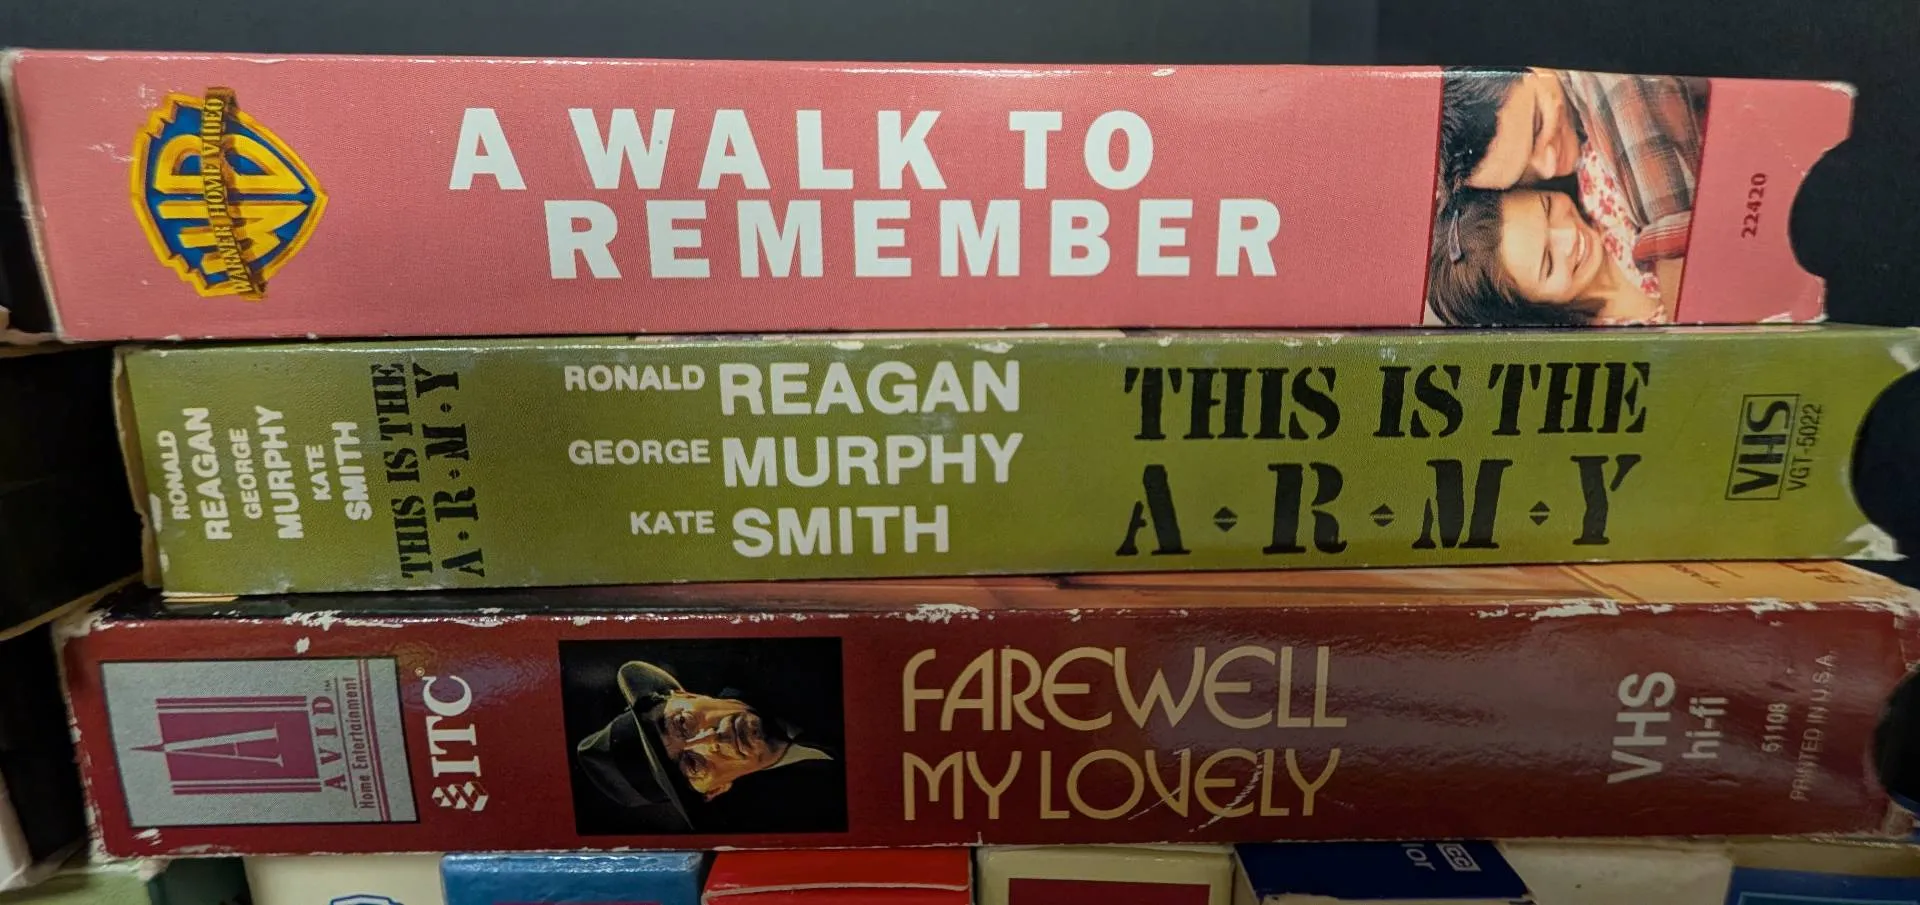 WARNER HOME VIDEO
A WALK TO
REMEMBER
22420
RONALD
REAGAN
GEORGE
MURPHY
KATE
SMITH
THIS IS THE
A·R·M·Y
RONALD REAGAN
GEORGE MURPHY
KATE SMITH
THIS IS THE
A·R·M·Y
VHS
VGT-5022
A
AVID™
Home Entertainment
ITC®
FAREWELL
MY LOVELY
VHS
hi-fi
51108
PRINTED IN U.S.A.